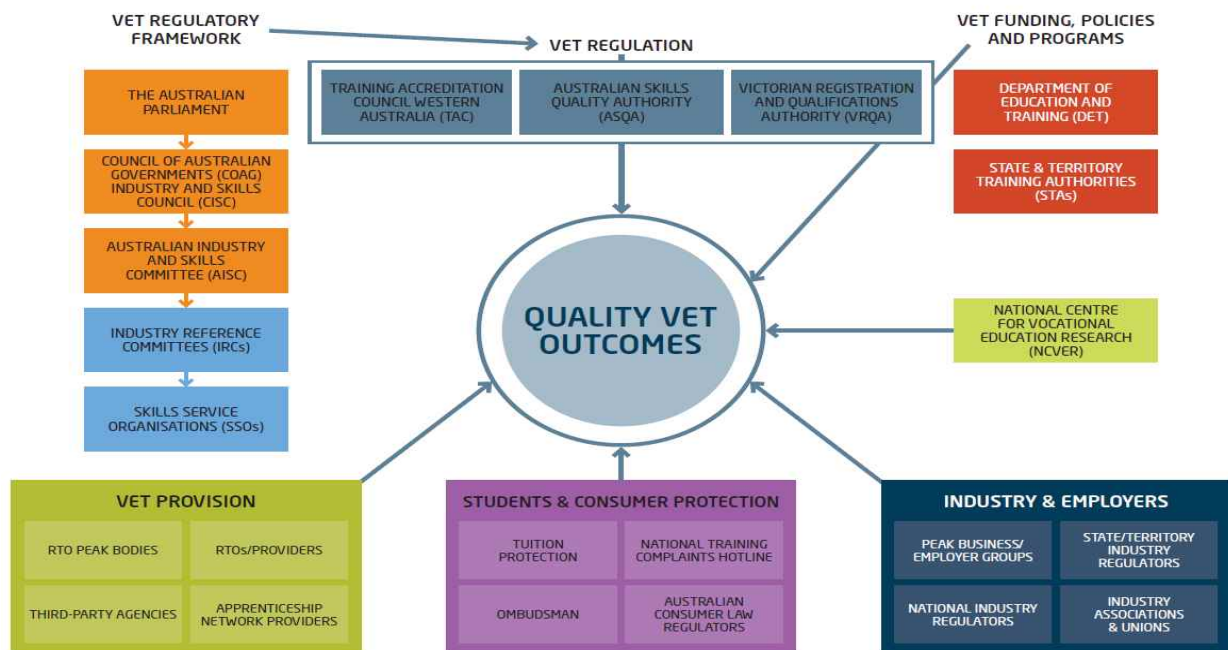 VET REGULATORY
FRAMEWORK
VET REGULATION
VET FUNDING, POLICIES
AND PROGRAMS
THE AUSTRALIAN
PARLIAMENT
COUNCIL OF AUSTRALIAN
GOVERNMENTS (COAG)
INDUSTRY AND SKILLS
COUNCIL (CISC)
AUSTRALIAN INDUSTRY
AND SKILLS
COMMITTEE (AISC)
INDUSTRY REFERENCE
COMMITTEES (IRCs)
SKILLS SERVICE
ORGANISATIONS (SSOs)
TRAINING ACCREDITATION
COUNCIL WESTERN
AUSTRALIA (TAC)
AUSTRALIAN SKILLS
QUALITY AUTHORITY
(ASQA)
VICTORIAN REGISTRATION
AND QUALIFICATIONS
AUTHORITY (VRQA)
DEPARTMENT OF
EDUCATION AND
TRAINING (DET)
STATE & TERRITORY
TRAINING AUTHORITIES
(STAs)
QUALITY VET
OUTCOMES
NATIONAL CENTRE
FOR VOCATIONAL
EDUCATION RESEARCH
(NCVER)
VET PROVISION
RTO PEAK BODIES
RTOs/PROVIDERS
THIRD-PARTY AGENCIES
APPRENTICESHIP
NETWORK PROVIDERS
STUDENTS & CONSUMER PROTECTION
TUITION
PROTECTION
NATIONAL TRAINING
COMPLAINTS HOTLINE
OMBUDSMAN
AUSTRALIAN
CONSUMER LAW
REGULATORS
INDUSTRY & EMPLOYERS
PEAK BUSINESS/
EMPLOYER GROUPS
STATE/TERRITORY
INDUSTRY
REGULATORS
NATIONAL INDUSTRY
REGULATORS
INDUSTRY
ASSOCIATIONS
& UNIONS